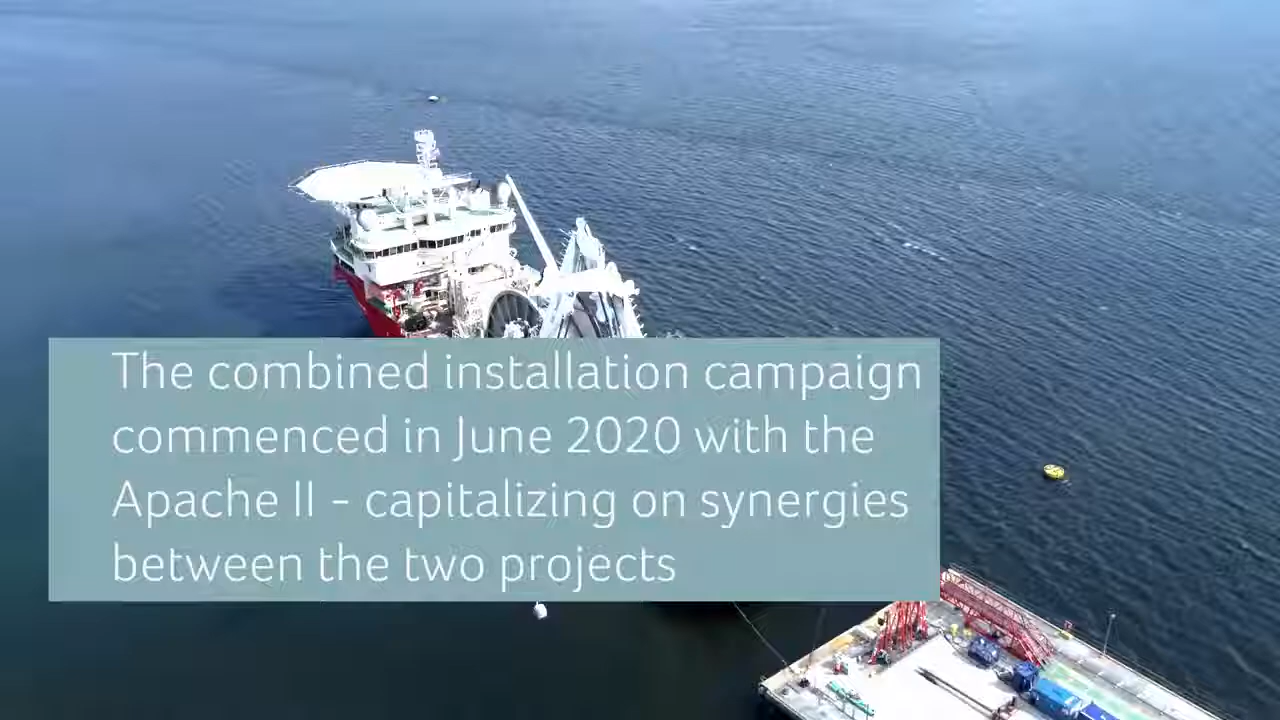 The combined installation campaign
commenced in June 2020 with the
Apache II - capitalizing on synergies
between the two projects